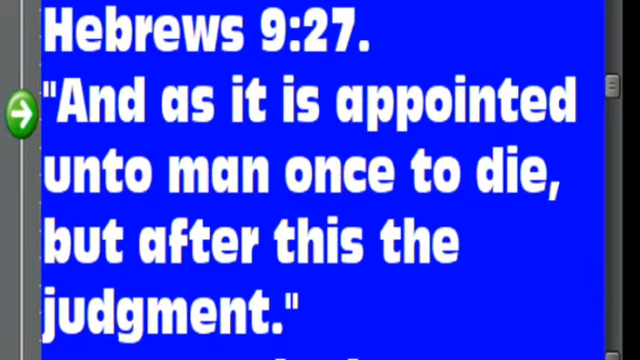 Hebrews 9:27.
"And as it is appointed
unto man once to die,
but after this the
judgment."